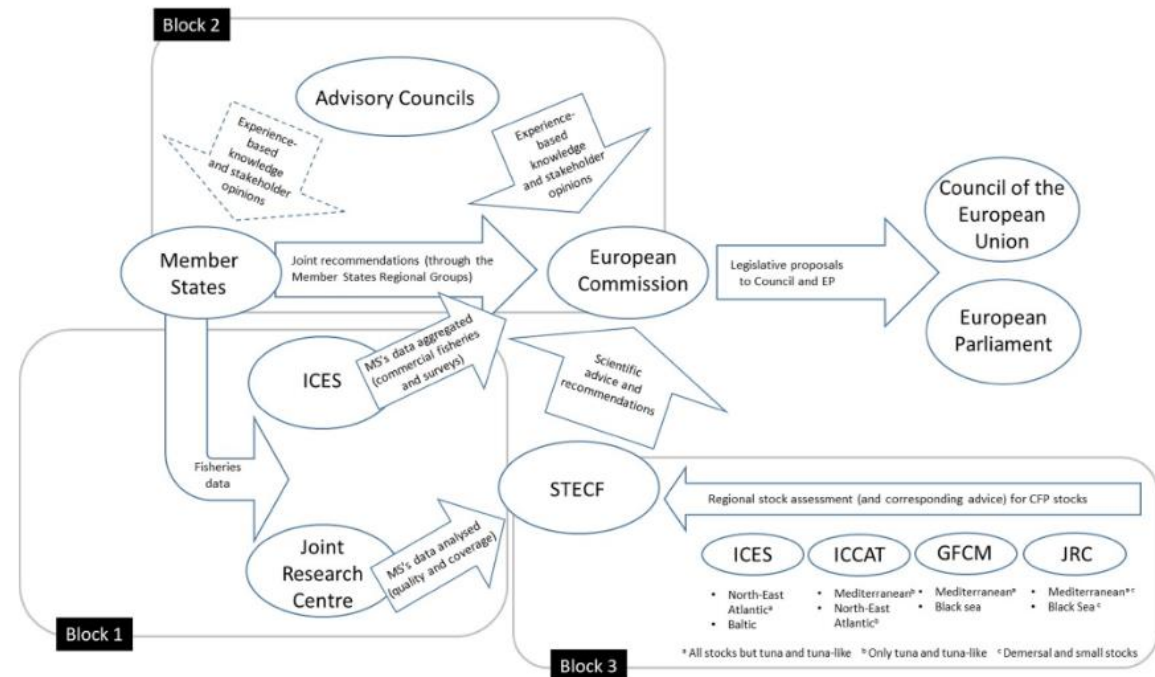 Block 2
Advisory Councils
Experience-
based
knowledge
and stakeholder
opinions
Experience-
based
knowledge
and stakeholder
opinions
Member
States
Joint recommendations (through the
Member States Regional Groups)
European
Commission
Legislative proposals
to Council and EP
Council of the
European
Union
European
Parliament
ICES
MS's data aggregated
(commercial fisheries
and surveys)
Scientific
advice and
recommendations
Fisheries
data
STECF
Joint
Research
Centre
MS's data analysed
(quality and coverage)
Block 1
Regional stock assessment (and corresponding advice) for CFP stocks
ICES
• North-East
Atlanticᵃ
• Baltic
ICCAT
• Mediterraneanᵇ
• North-East
Atlanticᵇ
GFCM
• Mediterraneanᵃ
• Black sea
JRC
• Mediterraneanᵃ ᶜ
• Black Sea ᶜ
ᵃ All stocks but tuna and tuna-like ᵇ Only tuna and tuna-like ᶜ Demersal and small stocks
Block 3